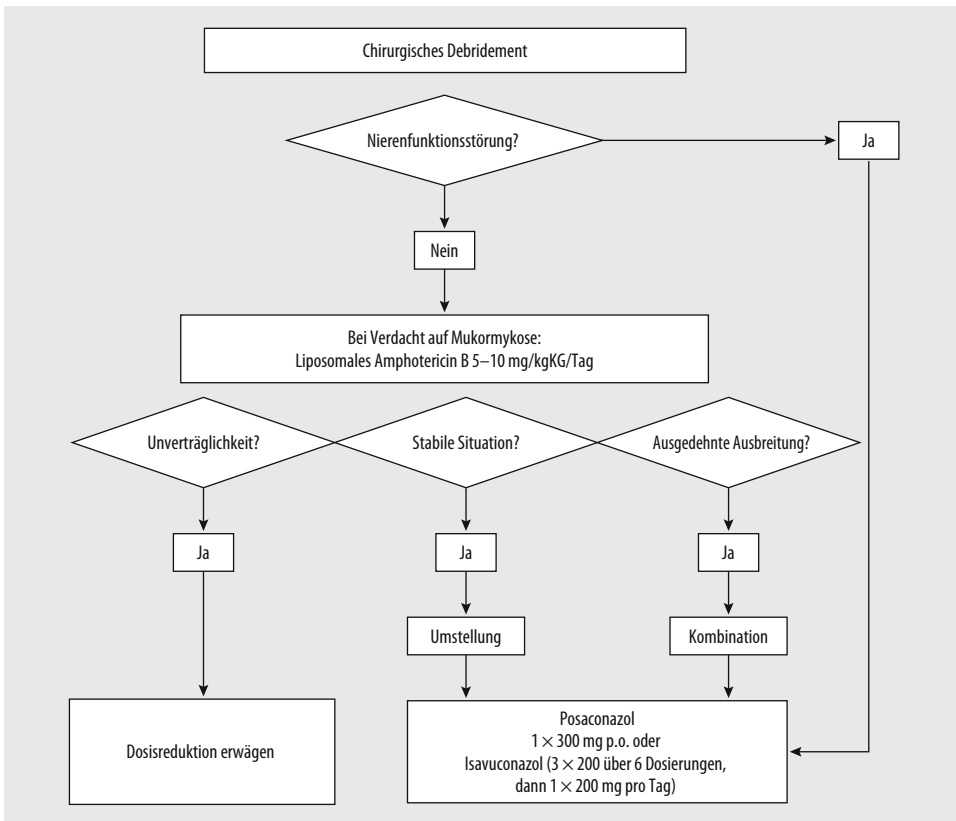 Chirurgisches Debridement
Nierenfunktionsstörung?
Ja
Nein
Bei Verdacht auf Mukormykose:
Liposomales Amphotericin B 5–10 mg/kgKG/Tag
Unverträglichkeit?
Stabile Situation?
Ausgedehnte Ausbreitung?
Ja
Ja
Ja
Umstellung
Kombination
Dosisreduktion erwägen
Posaconazol
1 × 300 mg p.o. oder
Isavuconazol (3 × 200 über 6 Dosierungen,
dann 1 × 200 mg pro Tag)